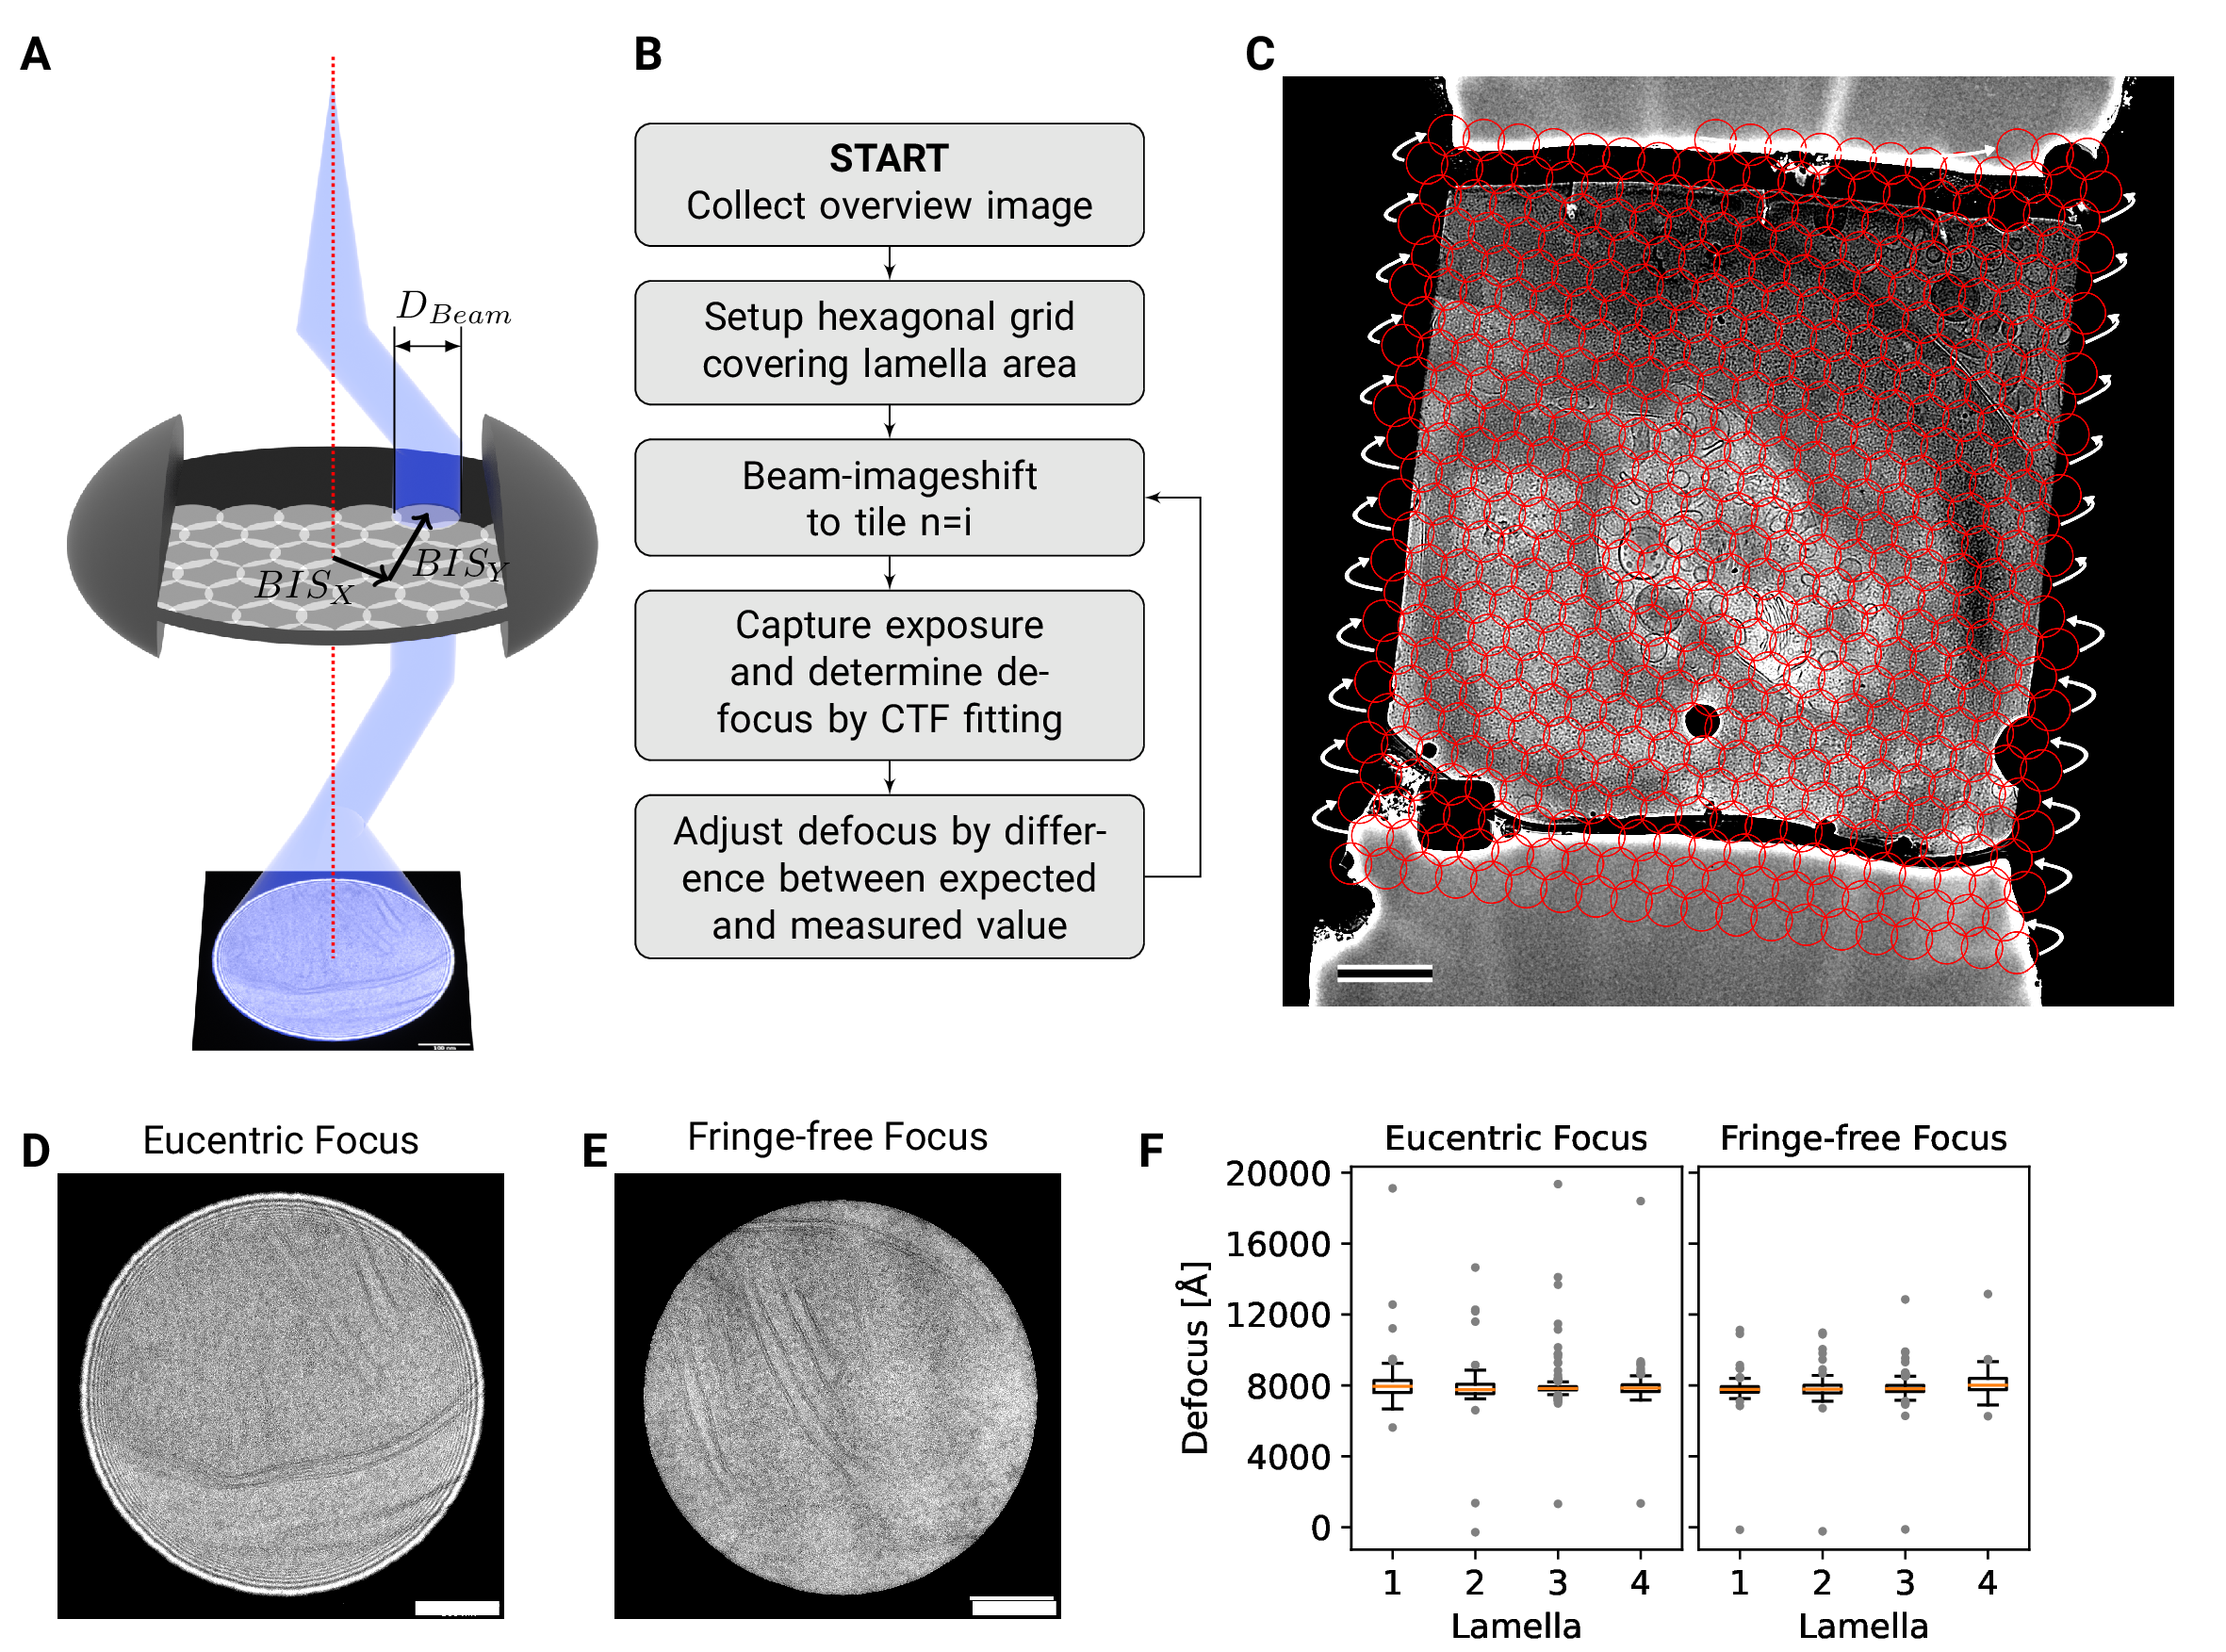 A
D_Beam
BIS_X
BIS_Y
100 nm
B
START
Collect overview image
Setup hexagonal grid
covering lamella area
Beam-imageshift
to tile n=i
Capture exposure
and determine de-
focus by CTF fitting
Adjust defocus by differ-
ence between expected
and measured value
C
D
Eucentric Focus
E
Fringe-free Focus
F
Eucentric Focus
Fringe-free Focus
Defocus [Å]
20000
16000
12000
8000
4000
0
1 2 3 4
1 2 3 4
Lamella
Lamella